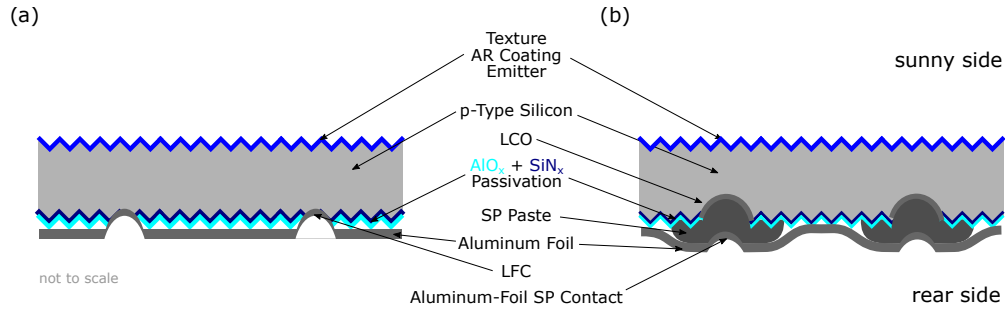 (a)
(b)
Texture
AR Coating
Emitter
sunny side
p-Type Silicon
LCO
AlOₓ + SiNₓ
Passivation
SP Paste
Aluminum Foil
LFC
Aluminum-Foil SP Contact
not to scale
rear side